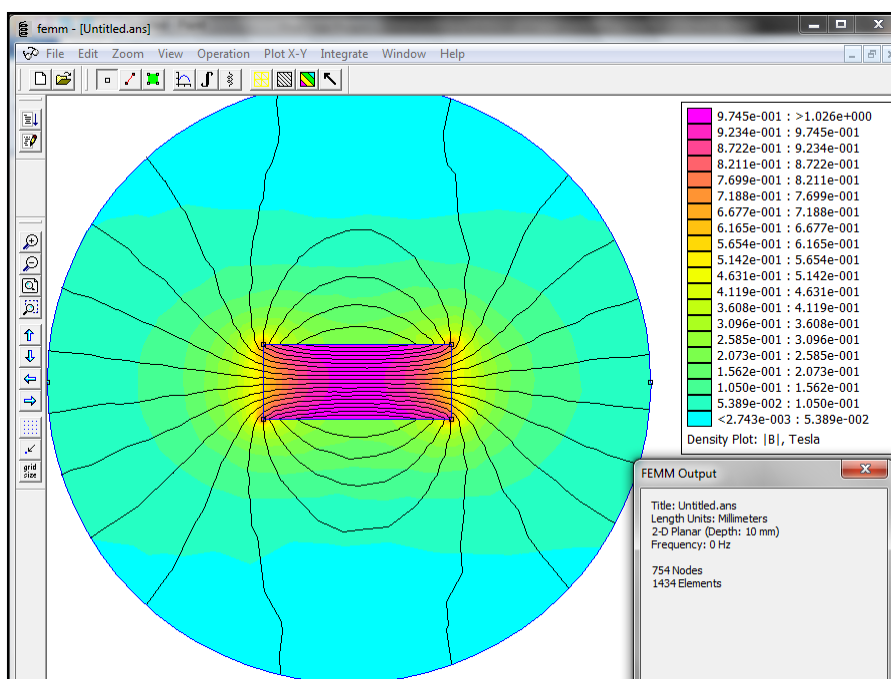 femm - [Untitled.ans]
File Edit Zoom View Operation Plot X-Y Integrate Window Help
grid
size
9.745e-001 : >1.026e+000
9.234e-001 : 9.745e-001
8.722e-001 : 9.234e-001
8.211e-001 : 8.722e-001
7.699e-001 : 8.211e-001
7.188e-001 : 7.699e-001
6.677e-001 : 7.188e-001
6.165e-001 : 6.677e-001
5.654e-001 : 6.165e-001
5.142e-001 : 5.654e-001
4.631e-001 : 5.142e-001
4.119e-001 : 4.631e-001
3.608e-001 : 4.119e-001
3.096e-001 : 3.608e-001
2.585e-001 : 3.096e-001
2.073e-001 : 2.585e-001
1.562e-001 : 2.073e-001
1.050e-001 : 1.562e-001
5.389e-002 : 1.050e-001
<2.743e-003 : 5.389e-002
Density Plot: |B|, Tesla
FEMM Output
Title: Untitled.ans
Length Units: Millimeters
2-D Planar (Depth: 10 mm)
Frequency: 0 Hz
754 Nodes
1434 Elements